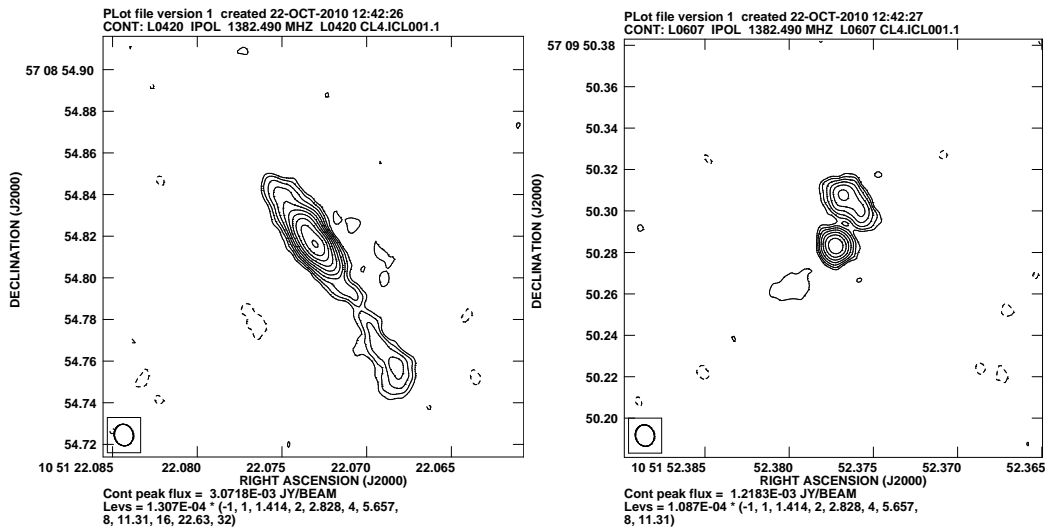 PLot file version 1 created 22-OCT-2010 12:42:26
CONT: L0420 IPOL 1382.490 MHZ L0420 CL4.ICL001.1
DECLINATION (J2000)
57 08 54.90
54.88
54.86
54.84
54.82
54.80
54.78
54.76
54.74
54.72
10 51 22.085
22.080
22.075
22.070
22.065
RIGHT ASCENSION (J2000)
Cont peak flux = 3.0718E-03 JY/BEAM
Levs = 1.307E-04 * (-1, 1, 1.414, 2, 2.828, 4, 5.657,
8, 11.31, 16, 22.63, 32)
PLot file version 1 created 22-OCT-2010 12:42:27
CONT: L0607 IPOL 1382.490 MHZ L0607 CL4.ICL001.1
DECLINATION (J2000)
57 09 50.38
50.36
50.34
50.32
50.30
50.28
50.26
50.24
50.22
50.20
10 51 52.385
52.380
52.375
52.370
52.365
RIGHT ASCENSION (J2000)
Cont peak flux = 1.2183E-03 JY/BEAM
Levs = 1.087E-04 * (-1, 1, 1.414, 2, 2.828, 4, 5.657,
8, 11.31)